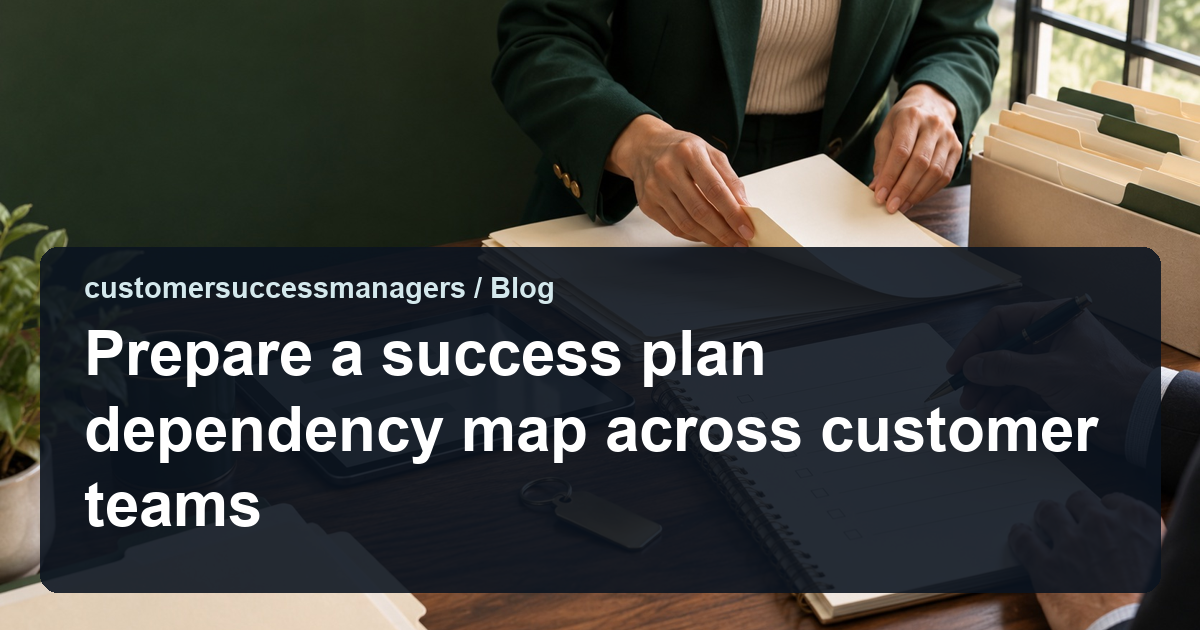 customersuccessmanagers / Blog
Prepare a success plan
dependency map across customer
teams